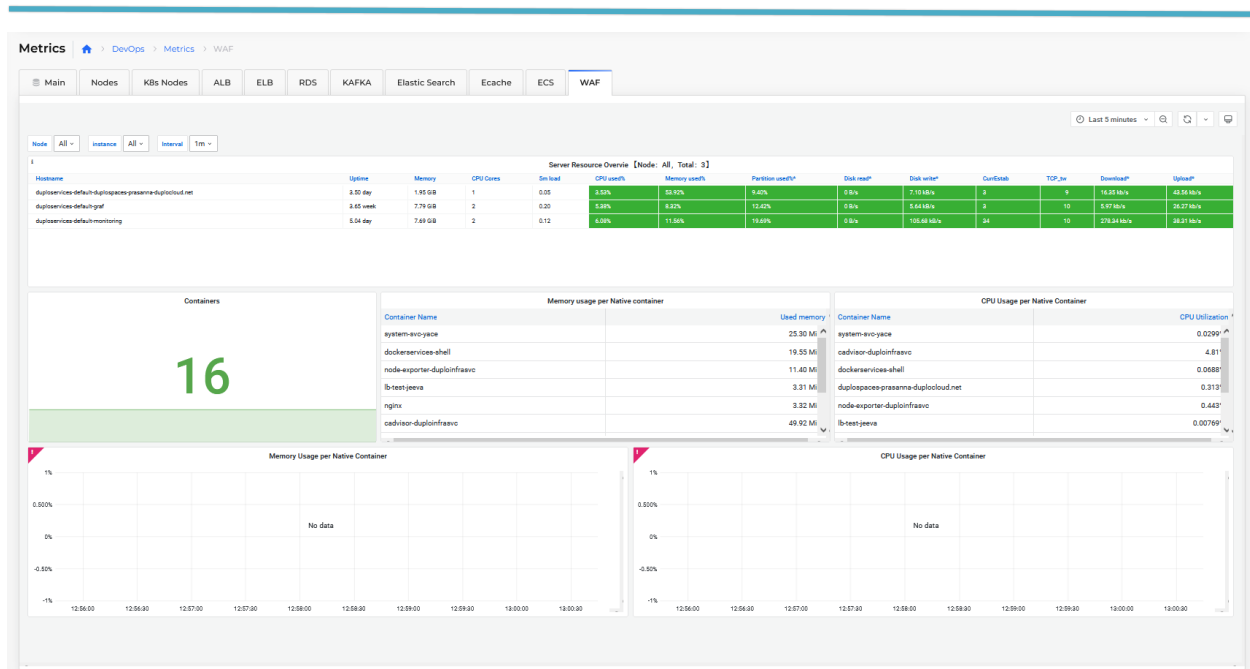 Metrics DevOps > Metrics > WAF
Main Nodes K8s Nodes ALB ELB RDS KAFKA Elastic Search Ecache ECS WAF
Last 5 minutes
Node All instance All Interval 1m
Server Resource Overvie【Node: All, Total: 3】
Hostname Uptime Memory CPU Cores 5m load CPU used% Memory used% Partition used%* Disk read* Disk write* CurrEstab TCP_tw Download* Upload*
duploservices-default-duplospaces-prasanna-duplocloud.net 3.50 day 1.95 GiB 1 0.05 3.53% 53.92% 9.40% 0 B/s 7.10 kB/s 3 9 16.35 kb/s 43.56 kb/s
duploservices-default-graf 3.65 week 7.79 GiB 2 0.20 5.38% 8.32% 12.42% 0 B/s 5.64 kB/s 3 10 5.97 kb/s 26.27 kb/s
duploservices-default-monitoring 5.04 day 7.69 GiB 2 0.12 6.08% 11.56% 19.69% 0 B/s 105.68 kB/s 34 10 278.34 kb/s 38.31 kb/s
Containers
16
Memory usage per Native container
Container Name Used memory
system-svc-yace 25.30 Mi
dockerservices-shell 19.55 Mi
node-exporter-duploinfrasvc 11.40 Mi
lb-test-jeeva 3.31 Mi
nginx 3.32 Mi
cadvisor-duploinfrasvc 49.92 Mi
CPU Usage per Native Container
Container Name CPU Utilization
system-svc-yace 0.0299
cadvisor-duploinfrasvc 4.81
dockerservices-shell 0.0688
duplospaces-prasanna-duplocloud.net 0.313
node-exporter-duploinfrasvc 0.443
lb-test-jeeva 0.00769
Memory Usage per Native Container
1%
0.500%
No data
0%
-0.50%
-1%
12:56:00 12:56:30 12:57:00 12:57:30 12:58:00 12:58:30 12:59:00 12:59:30 13:00:00 13:00:30
CPU Usage per Native Container
1%
0.500%
No data
0%
-0.50%
-1%
12:56:00 12:56:30 12:57:00 12:57:30 12:58:00 12:58:30 12:59:00 12:59:30 13:00:00 13:00:30